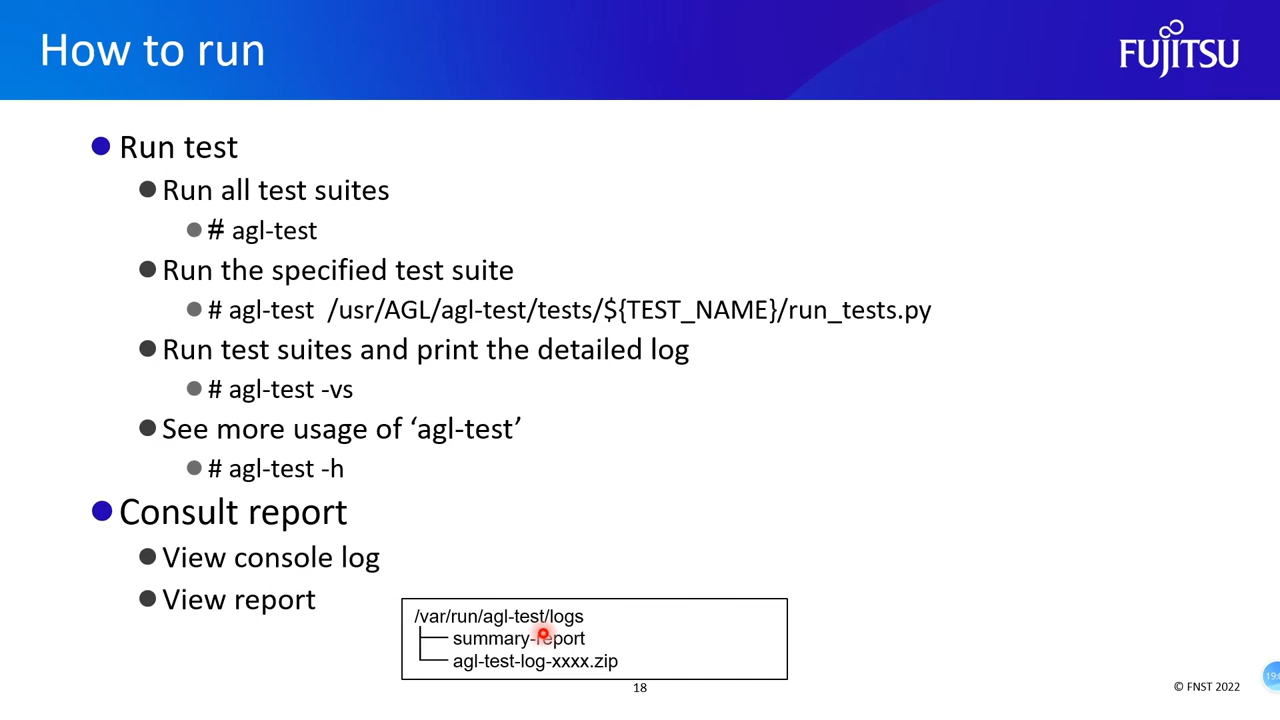 How to run
FUJITSU
Run test
Run all test suites
# agl-test
Run the specified test suite
# agl-test /usr/AGL/agl-test/tests/${TEST_NAME}/run_tests.py
Run test suites and print the detailed log
# agl-test -vs
See more usage of ‘agl-test’
# agl-test -h
Consult report
View console log
View report
/var/run/agl-test/logs
summary-report
agl-test-log-xxxx.zip
18
© FNST 2022